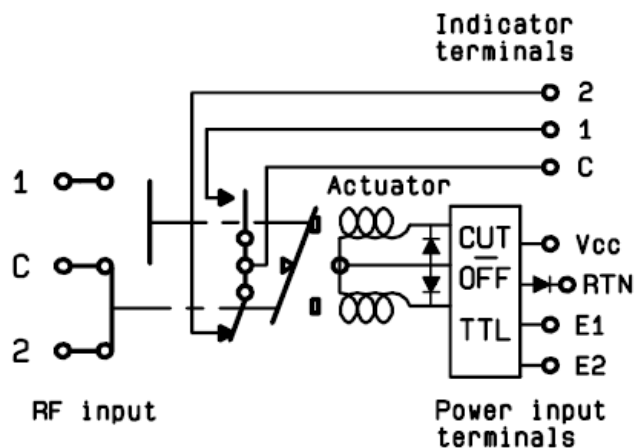 Indicator
terminals
2
1
C
1
Actuator
CUT
OFF
TTL
Vcc
RTN
E1
E2
C
2
RF input
Power input
terminals